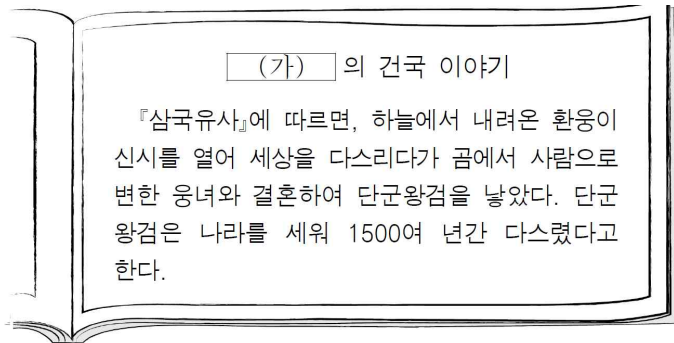 (가) 의 건국 이야기
『삼국유사』에 따르면, 하늘에서 내려온 환웅이
신시를 열어 세상을 다스리다가 곰에서 사람으로
변한 웅녀와 결혼하여 단군왕검을 낳았다. 단군
왕검은 나라를 세워 1500여 년간 다스렸다고
한다.